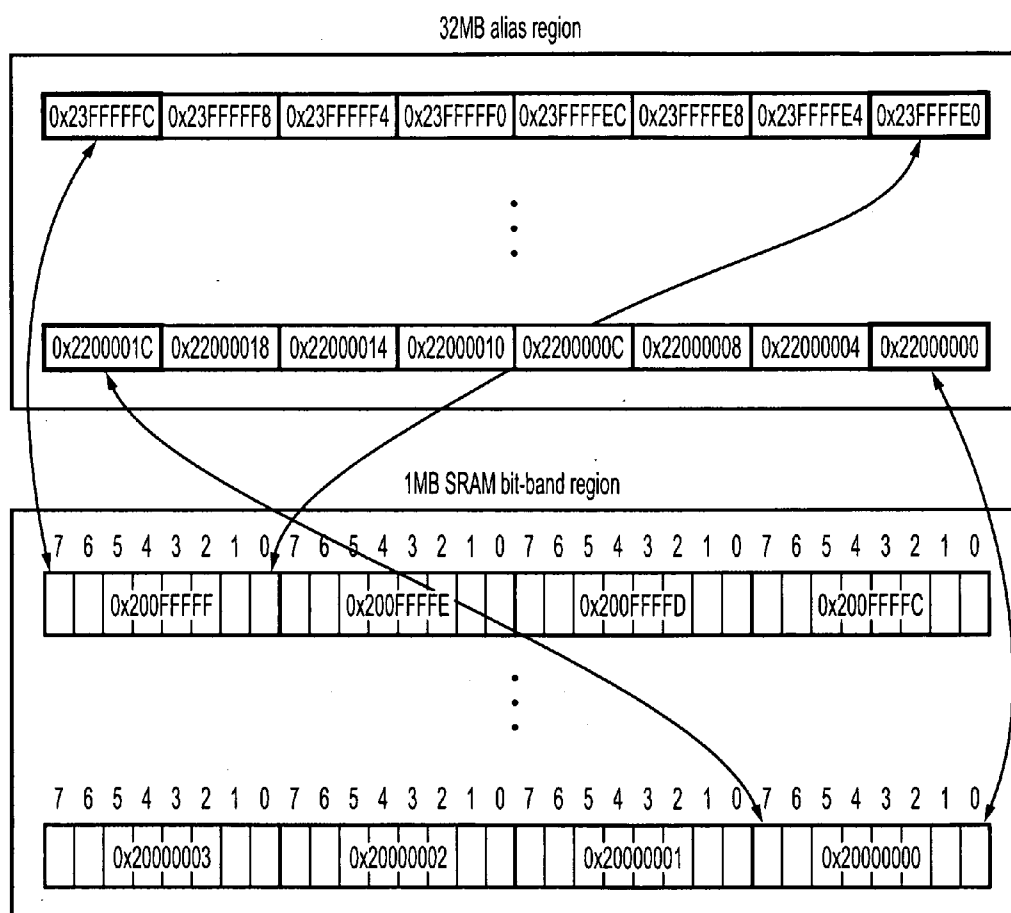 32MB alias region
0x23FFFFFC 0x23FFFFF8 0x23FFFFF4 0x23FFFFF0 0x23FFFFEC 0x23FFFFE8 0x23FFFFE4 0x23FFFFE0
0x2200001C 0x22000018 0x22000014 0x22000010 0x2200000C 0x22000008 0x22000004 0x22000000
1MB SRAM bit-band region
7 6 5 4 3 2 1 0 7 6 5 4 3 2 1 0 7 6 5 4 3 2 1 0 7 6 5 4 3 2 1 0
0x200FFFFF 0x200FFFFE 0x200FFFFD 0x200FFFFC
7 6 5 4 3 2 1 0 7 6 5 4 3 2 1 0 7 6 5 4 3 2 1 0 7 6 5 4 3 2 1 0
0x20000003 0x20000002 0x20000001 0x20000000